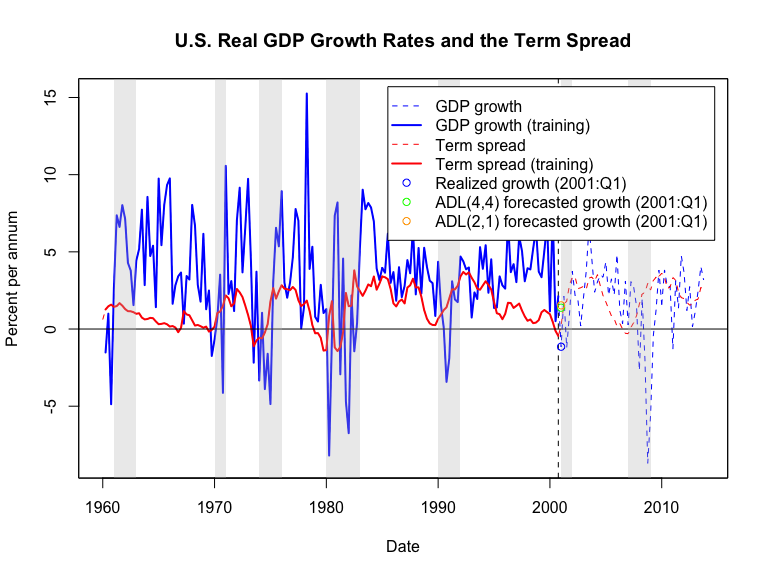 U.S. Real GDP Growth Rates and the Term Spread
Percent per annum
15
10
5
0
-5
GDP growth
GDP growth (training)
Term spread
Term spread (training)
Realized growth (2001:Q1)
ADL(4,4) forecasted growth (2001:Q1)
ADL(2,1) forecasted growth (2001:Q1)
1960 1970 1980 1990 2000 2010
Date